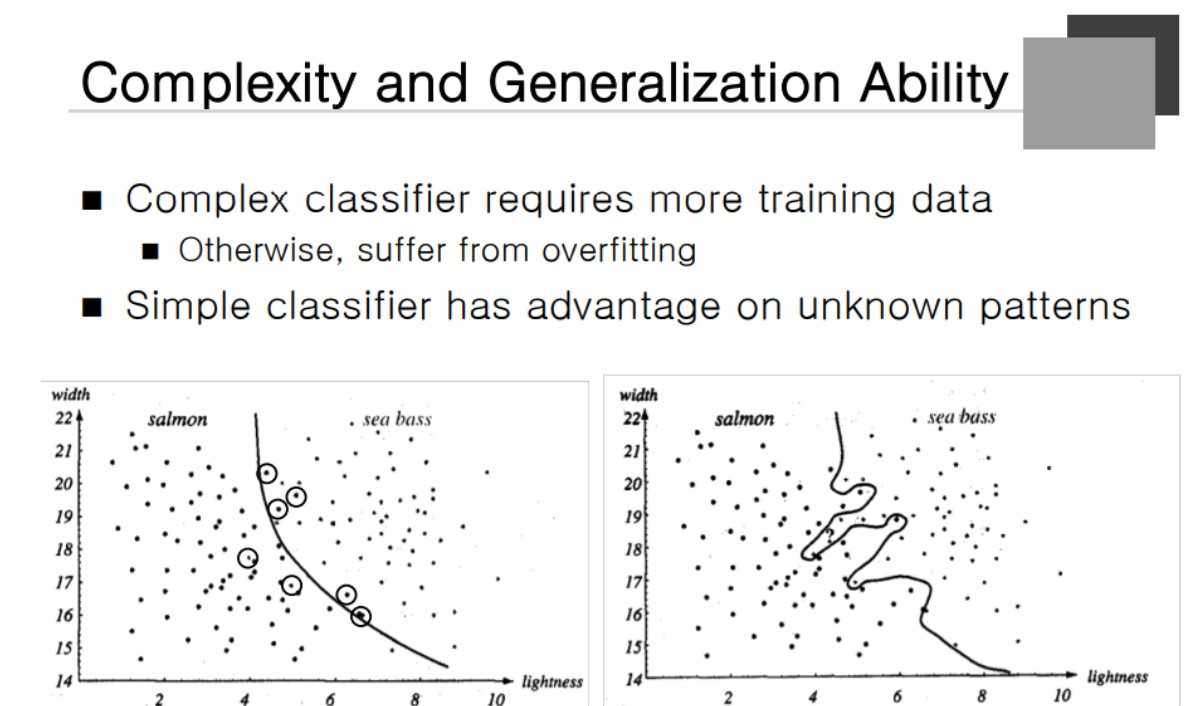 Complexity and Generalization Ability
Complex classifier requires more training data
Otherwise, suffer from overfitting
Simple classifier has advantage on unknown patterns
width
22
salmon
sea bass
21
20
19
18
17
16
15
14
lightness
2
4
6
8
10
width
22
salmon
sea bass
21
20
19
18
?
17
16
15
14
lightness
2
4
6
8
10